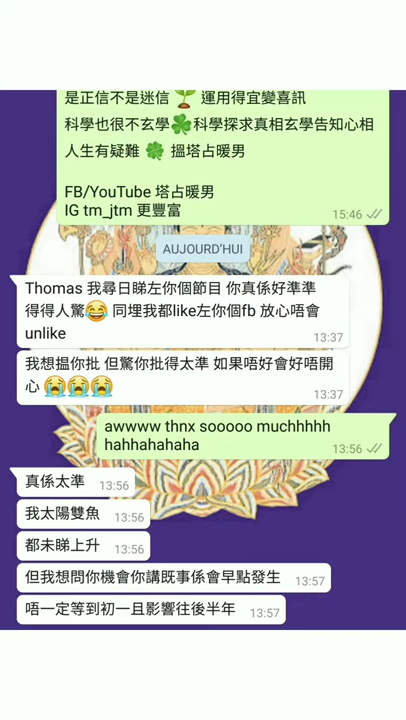 是正信不是迷信🌱 運用得宜變喜訊
科學也很不玄學🍀科學探求真相玄學告知心相
人生有疑難 🍀 搵塔占暖男
FB/YouTube 塔占暖男
IG tm_jtm 更豐富
15:46
AUJOURD'HUI
Thomas 我尋日睇左你個節目 你真係好準準
得得人驚😂 同埋我都like左你個fb 放心唔會
unlike
13:37
我想揾你批 但驚你批得太準 如果唔好會好唔開
心 😭😭😭
13:37
awwww thnx sooooo muchhhhh
hahhahahaha
13:56
真係太準 13:56
我太陽雙魚 13:56
都未睇上升 13:56
但我想問你機會你講既事係會早點發生 13:57
唔一定等到初一且影響往後半年 13:57